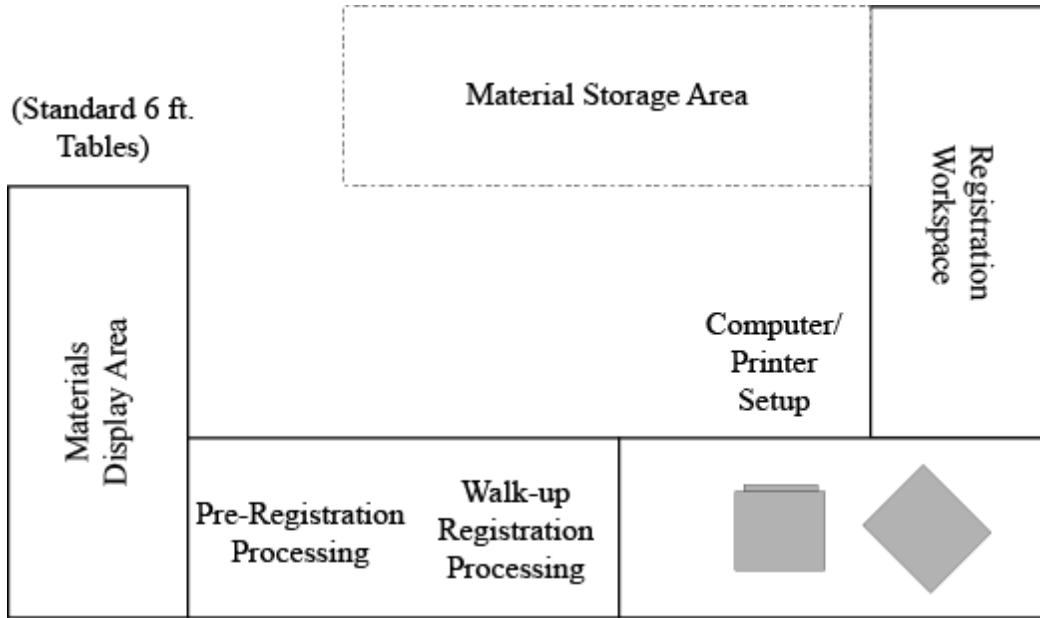 Material Storage Area
(Standard 6 ft.
Tables)
Registration
Workspace
Computer/
Printer
Setup
Materials
Display Area
Pre-Registration
Processing
Walk-up
Registration
Processing